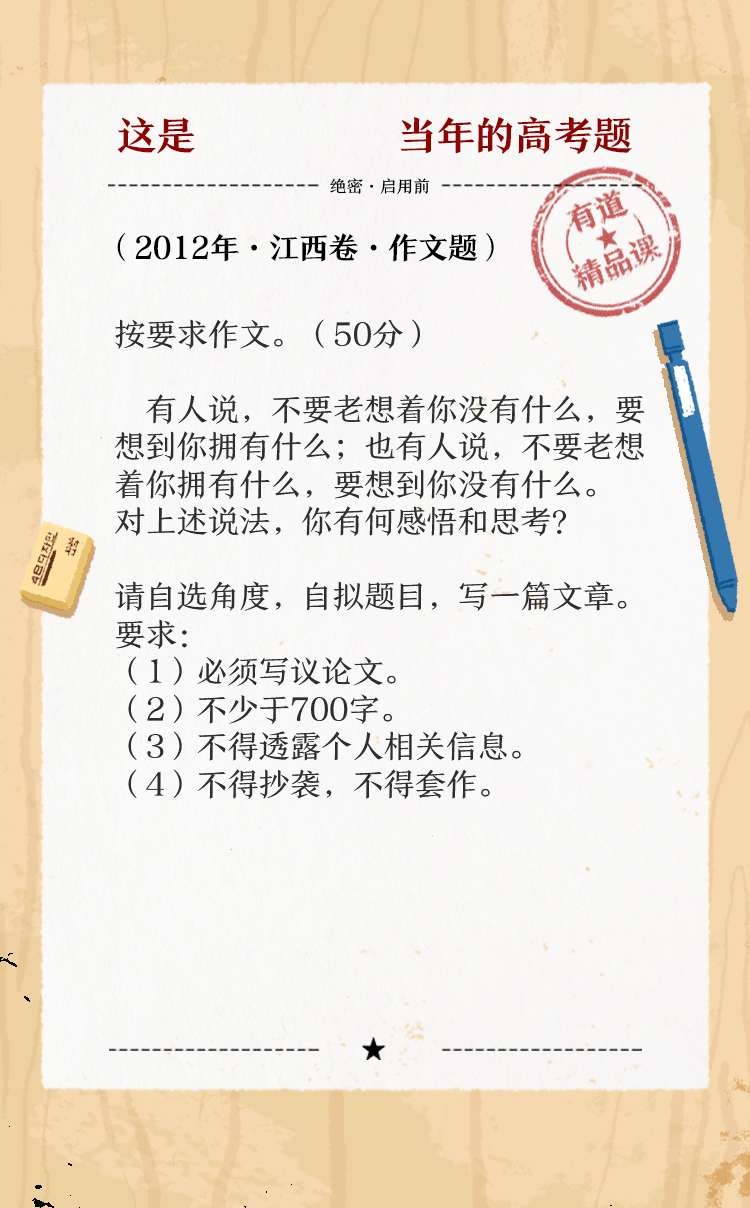 这是 当年的高考题
绝密·启用前
有道
精品课
(2012年·江西卷·作文题)
按要求作文。(50分)
有人说,不要老想着你没有什么,要
想到你拥有什么;也有人说,不要老想
着你拥有什么,要想到你没有什么。
对上述说法,你有何感悟和思考?
请自选角度,自拟题目,写一篇文章。
要求:
(1)必须写议论文。
(2)不少于700字。
(3)不得透露个人相关信息。
(4)不得抄袭,不得套作。